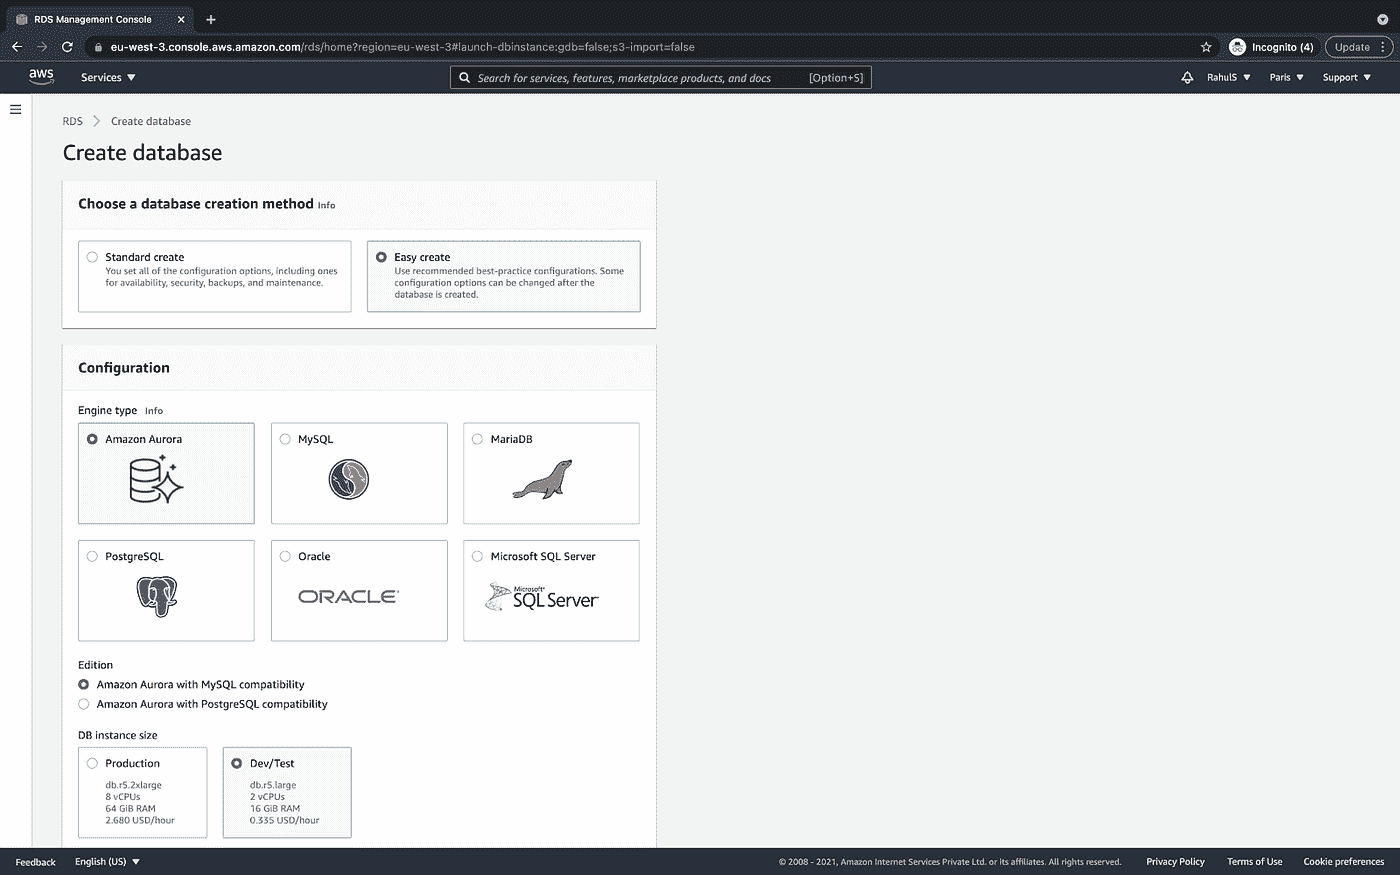 RDS Management Console
eu-west-3.console.aws.amazon.com/rds/home?region=eu-west-3#launch-dbinstance:gdb=false;s3-import=false
Incognito (4)
Update
aws
Services
Search for services, features, marketplace products, and docs
[Option+S]
RahulS
Paris
Support
RDS
Create database
Create database
Choose a database creation method Info
Standard create
You set all of the configuration options, including ones
for availability, security, backups, and maintenance.
Easy create
Use recommended best-practice configurations. Some
configuration options can be changed after the
database is created.
Configuration
Engine type Info
Amazon Aurora
MySQL
MariaDB
PostgreSQL
Oracle
ORACLE
Microsoft SQL Server
Microsoft
SQL Server
Edition
Amazon Aurora with MySQL compatibility
Amazon Aurora with PostgreSQL compatibility
DB instance size
Production
db.r5.2xlarge
8 vCPUs
64 GiB RAM
2.680 USD/hour
Dev/Test
db.r5.large
2 vCPUs
16 GiB RAM
0.335 USD/hour
Feedback
English (US)
© 2008 - 2021, Amazon Internet Services Private Ltd. or its affiliates. All rights reserved.
Privacy Policy
Terms of Use
Cookie preferences